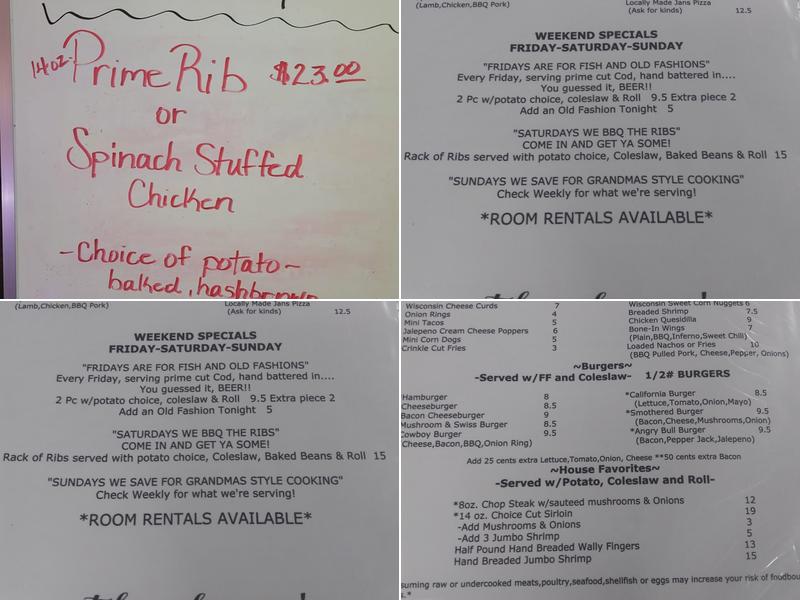 14oz. Prime Rib $23.00
or
Spinach Stuffed
Chicken
-Choice of potato-
baked, hashbrowns
(Lamb,Chicken,BBQ Pork)
Locally Made Jans Pizza
(Ask for kinds) 12.5
WEEKEND SPECIALS
FRIDAY-SATURDAY-SUNDAY
"FRIDAYS ARE FOR FISH AND OLD FASHIONS"
Every Friday, serving prime cut Cod, hand battered in....
You guessed it, BEER!!
2 Pc w/potato choice, coleslaw & Roll 9.5 Extra piece 2
Add an Old Fashion Tonight 5
"SATURDAYS WE BBQ THE RIBS"
COME IN AND GET YA SOME!
Rack of Ribs served with potato choice, Coleslaw, Baked Beans & Roll 15
"SUNDAYS WE SAVE FOR GRANDMAS STYLE COOKING"
Check Weekly for what we're serving!
*ROOM RENTALS AVAILABLE*
(Lamb,Chicken,BBQ Pork)
Locally Made Jans Pizza
(Ask for kinds) 12.5
WEEKEND SPECIALS
FRIDAY-SATURDAY-SUNDAY
"FRIDAYS ARE FOR FISH AND OLD FASHIONS"
Every Friday, serving prime cut Cod, hand battered in....
You guessed it, BEER!!
2 Pc w/potato choice, coleslaw & Roll 9.5 Extra piece 2
Add an Old Fashion Tonight 5
"SATURDAYS WE BBQ THE RIBS"
COME IN AND GET YA SOME!
Rack of Ribs served with potato choice, Coleslaw, Baked Beans & Roll 15
"SUNDAYS WE SAVE FOR GRANDMAS STYLE COOKING"
Check Weekly for what we're serving!
*ROOM RENTALS AVAILABLE*
Wisconsin Cheese Curds 7
Onion Rings 4
Mini Tacos 5
Jalepeno Cream Cheese Poppers 6
Mini Corn Dogs 5
Crinkle Cut Fries 3
Wisconsin Sweet Corn Nuggets 6
Breaded Shrimp 7.5
Chicken Quesidilla 9
Bone-In Wings 7
(Plain,BBQ,Inferno,Sweet Chili)
Loaded Nachos or Fries 10
(BBQ Pulled Pork, Cheese,Pepper, Onions)
~Burgers~
-Served w/FF and Coleslaw- 1/2# BURGERS
Hamburger 8
Cheeseburger 8.5
Bacon Cheeseburger 9
Mushroom & Swiss Burger 8.5
Cowboy Burger 9.5
(Cheese,Bacon,BBQ,Onion Ring)
*California Burger 8.5
(Lettuce,Tomato,Onion,Mayo)
*Smothered Burger 9.5
(Bacon,Cheese,Mushrooms,Onion)
*Angry Bull Burger 9.5
(Bacon,Pepper Jack,Jalepeno)
Add 25 cents extra Lettuce,Tomato,Onion, Cheese **50 cents extra Bacon
~House Favorites~
-Served w/Potato, Coleslaw and Roll-
*8oz. Chop Steak w/sauteed mushrooms & Onions 12
*14 oz. Choice Cut Sirloin 19
-Add Mushrooms & Onions 3
-Add 3 Jumbo Shrimp 5
Half Pound Hand Breaded Wally Fingers 13
Hand Breaded Jumbo Shrimp 15
suming raw or undercooked meats,poultry,seafood,shellfish or eggs may increase your risk of foodbou